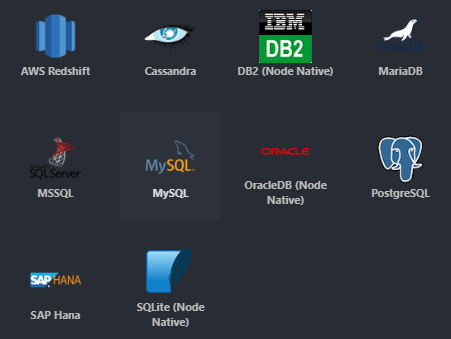 IBM
DB2
AWS Redshift
Cassandra
DB2 (Node Native)
MariaDB
SQL Server
MySQL
ORACLE
MSSQL
MySQL
OracleDB (Node
Native)
PostgreSQL
SAP HANA
SAP Hana
SQLite (Node
Native)